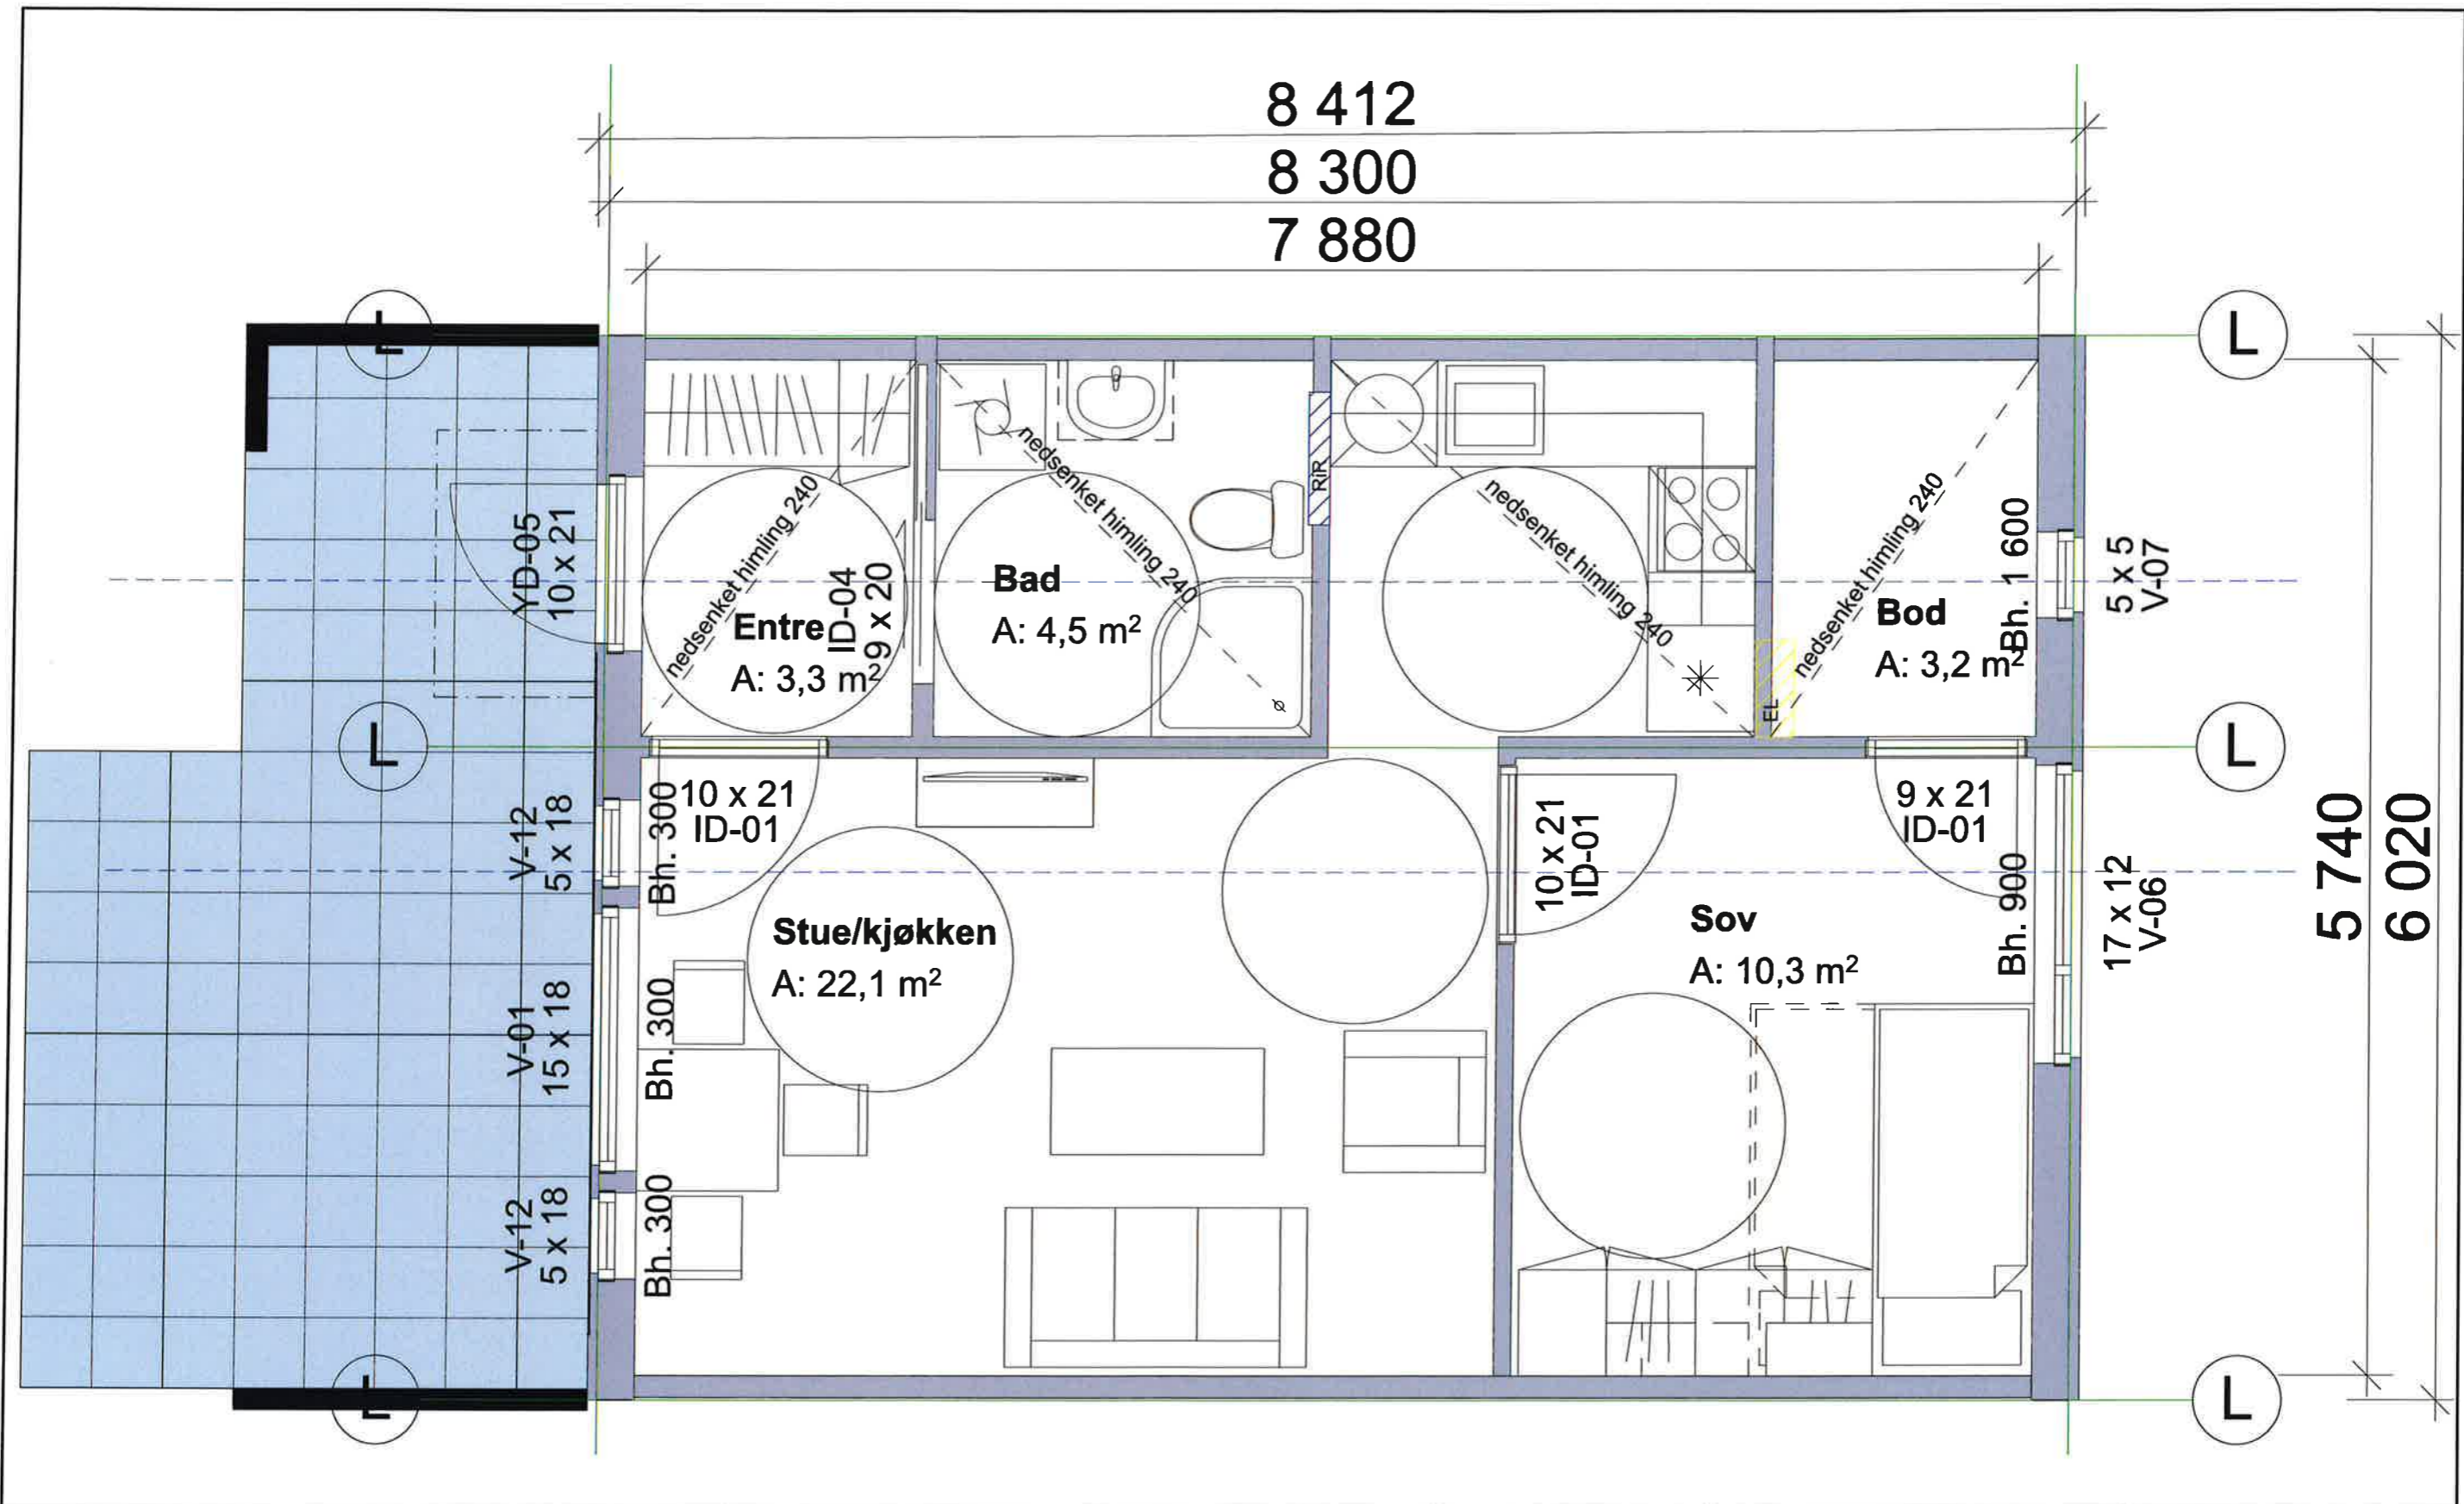 8 412
8 300
7 880
L
L
nedsenket himling 240
nedsenket himling 240
nedsenket himling 240
nedsenket himling 240
RiR
YD-05
10 x 21
Entre
A: 3,3 m²
ID-04
9 x 20
Bad
A: 4,5 m²
Bod
A: 3,2 m²
Bh. 1 600
5 x 5
V-07
EL
L
L
V-12
5 x 18
Bh. 300
10 x 21
ID-01
10 x 21
ID-01
9 x 21
ID-01
Bh. 900
17 x 12
V-06
5 740
6 020
Stue/kjøkken
A: 22,1 m²
Sov
A: 10,3 m²
V-01
15 x 18
Bh. 300
V-12
5 x 18
Bh. 300
L
L